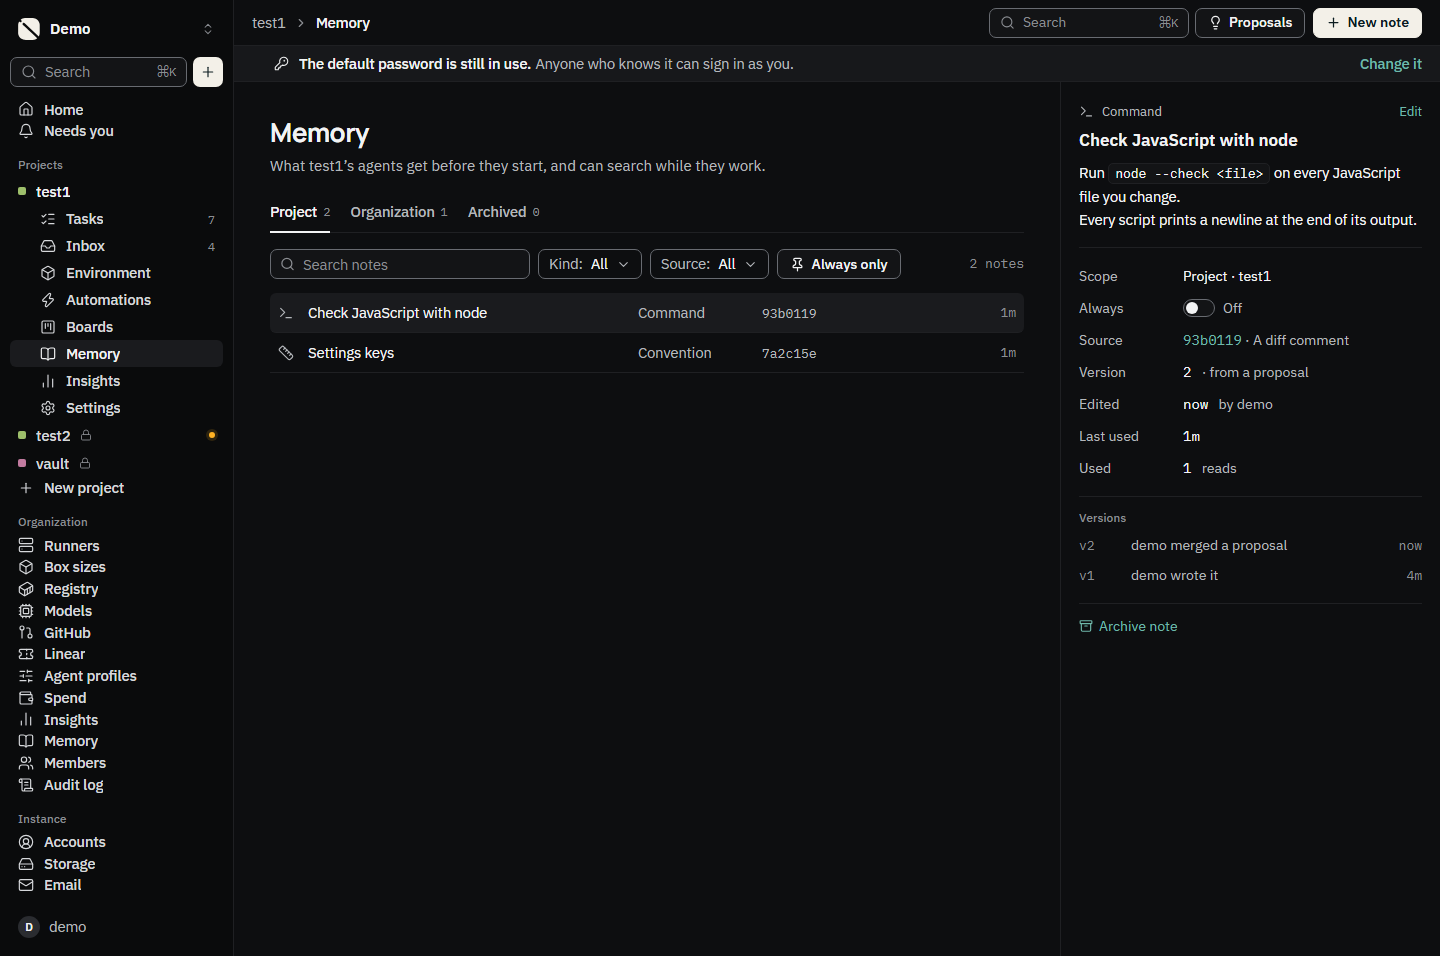 Demo
Search ⌘K
Home
Needs you
Projects
test1
Tasks 7
Inbox 4
Environment
Automations
Boards
Memory
Insights
Settings
test2
vault
New project
Organization
Runners
Box sizes
Registry
Models
GitHub
Linear
Agent profiles
Spend
Insights
Memory
Members
Audit log
Instance
Accounts
Storage
Email
D demo
test1 > Memory
Search ⌘K
Proposals
+ New note
The default password is still in use. Anyone who knows it can sign in as you.
Change it
Memory
What test1’s agents get before they start, and can search while they work.
Project 2 Organization 1 Archived 0
Search notes
Kind: All
Source: All
Always only
2 notes
Check JavaScript with node Command 93b0119 1m
Settings keys Convention 7a2c15e 1m
Command
Edit
Check JavaScript with node
Run node --check <file> on every JavaScript
file you change.
Every script prints a newline at the end of its output.
Scope Project · test1
Always Off
Source 93b0119 · A diff comment
Version 2 · from a proposal
Edited now by demo
Last used 1m
Used 1 reads
Versions
v2 demo merged a proposal now
v1 demo wrote it 4m
Archive note